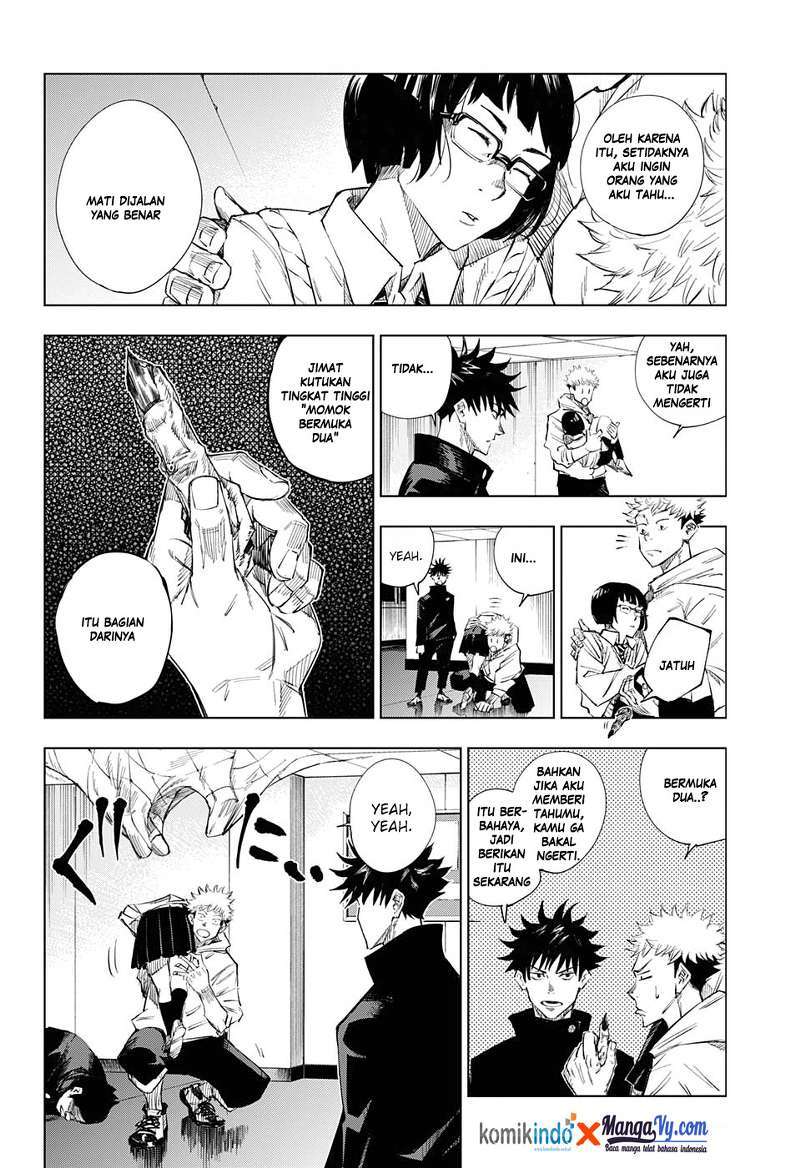 OLEH KARENA
ITU, SETIDAKNYA
AKU INGIN
ORANG YANG
AKU TAHU...
MATI DIJALAN
YANG BENAR
YAH,
SEBENARNYA
AKU JUGA
TIDAK
MENGERTI
TIDAK...
JIMAT
KUTUKAN
TINGKAT TINGGI
"MOMOK
BERMUKA
DUA"
ITU BAGIAN
DARINYA
JATUH
INI...
YEAH.
BERMUKA
DUA..?
BAHKAN
JIKA AKU
MEMBERI
TAHUMU,
KAMU GA
BAKAL
NGERTI.
ITU BER-
BAHAYA,
JADI
BERIKAN
ITU
SEKARANG
YEAH,
YEAH.
komikindo X MangaVy.com
Baca manga telat bahasa indonesia